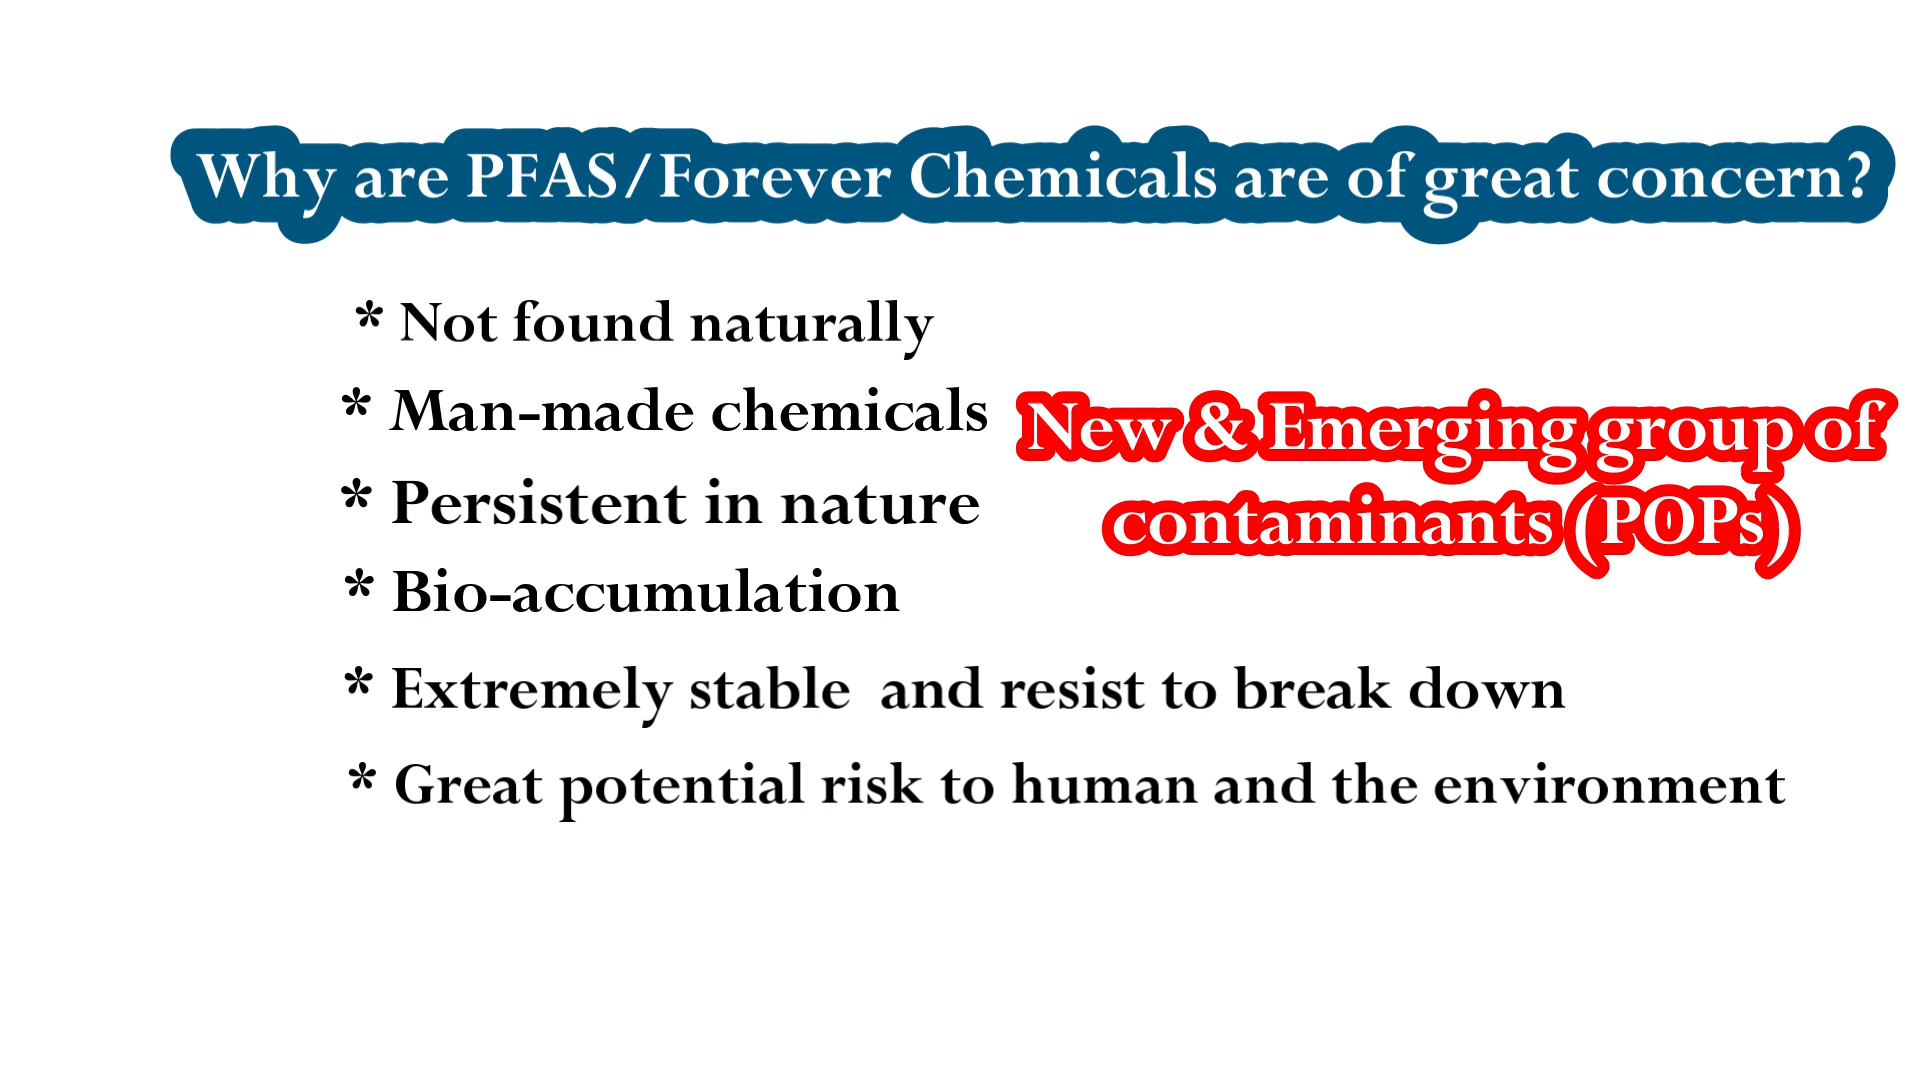 Why are PFAS/Forever Chemicals are of great concern?
* Not found naturally
* Man-made chemicals
New & Emerging group of
contaminants (POPs)
* Persistent in nature
* Bio-accumulation
* Extremely stable  and resist to break down
* Great potential risk to human and the environment